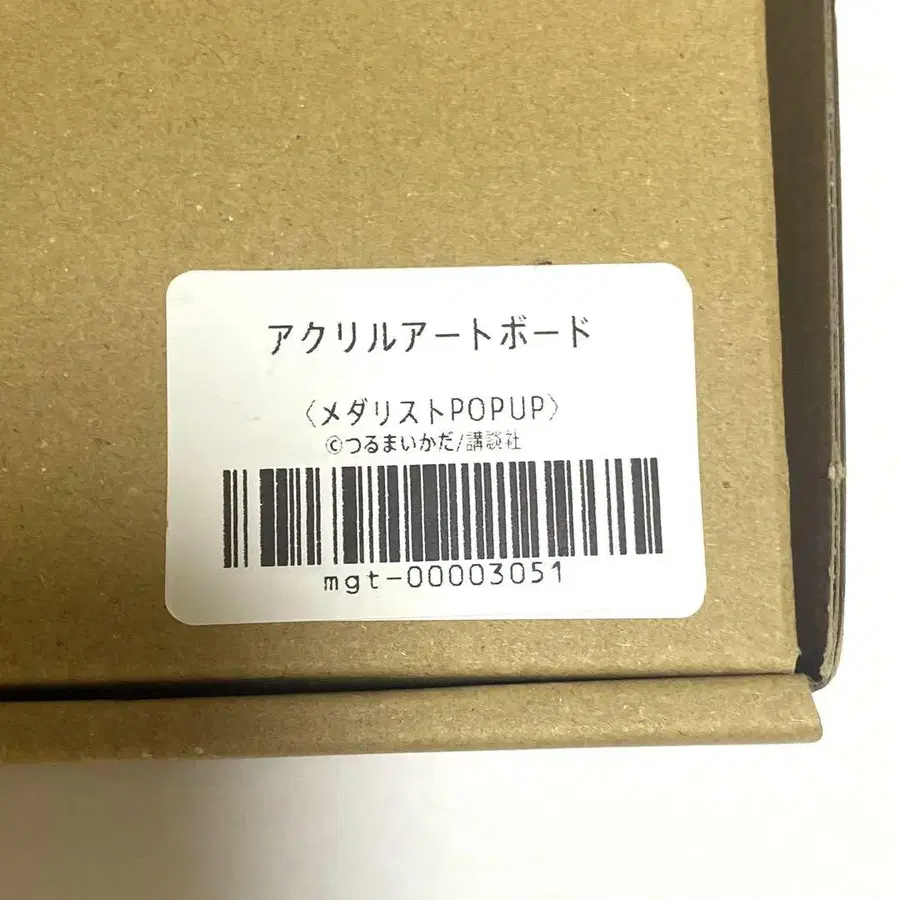 アクリルアートボード
〈メダリストPOPUP〉
©つるまいかだ/講談社
mgt-00003051